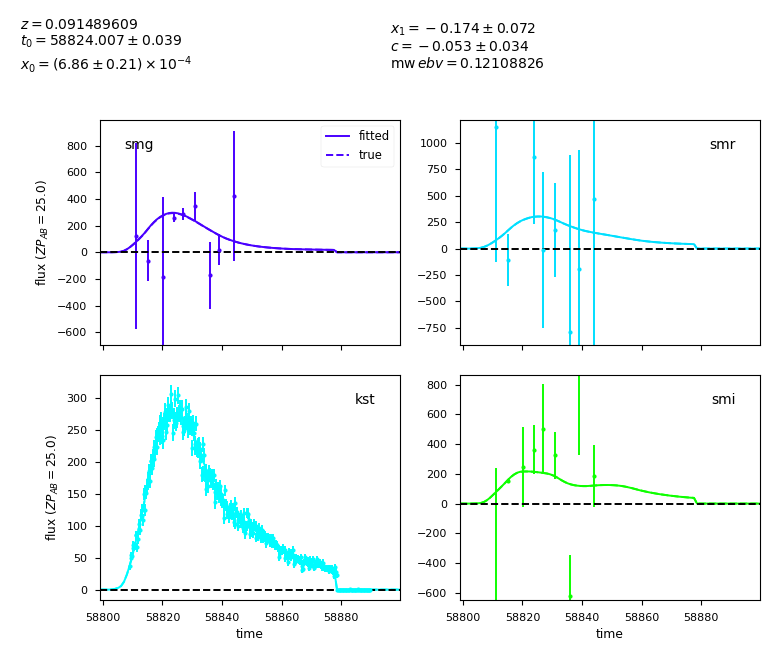 z = 0.091489609
t₀ = 58824.007 ± 0.039
x₀ = (6.86 ± 0.21) × 10⁻⁴
x₁ = −0.174 ± 0.072
c = −0.053 ± 0.034
mw ebv = 0.12108826
smg
fitted
true
800
600
400
200
0
−200
−400
−600
flux (ZP_AB = 25.0)
smr
1000
750
500
250
0
−250
−500
−750
kst
300
250
200
150
100
50
0
flux (ZP_AB = 25.0)
58800 58820 58840 58860 58880
time
smi
800
600
400
200
0
−200
−400
−600
58800 58820 58840 58860 58880
time